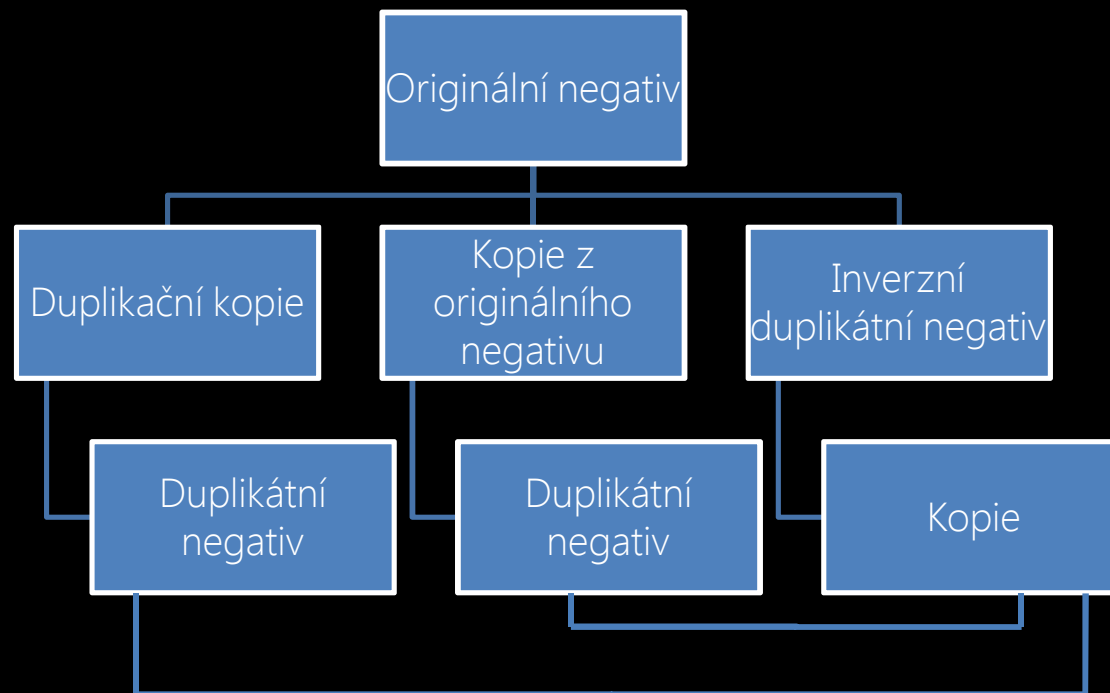 Originální negativ
Duplikační kopie
Kopie z
originálního
negativu
Inverzní
duplikátní negativ
Duplikátní
negativ
Duplikátní
negativ
Kopie